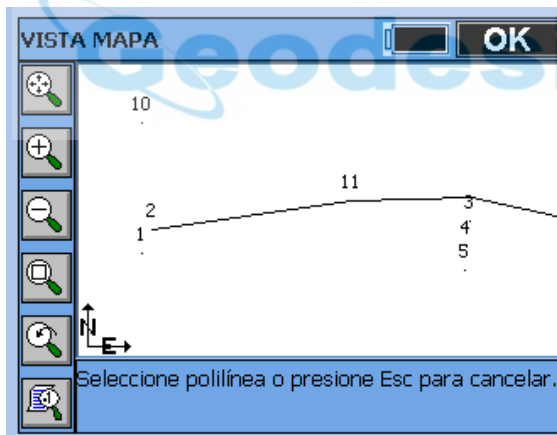 VISTA MAPA
OK
Geodesi
10
11
2
3
1
4
5
N
E
Seleccione polilínea o presione Esc para cancelar.